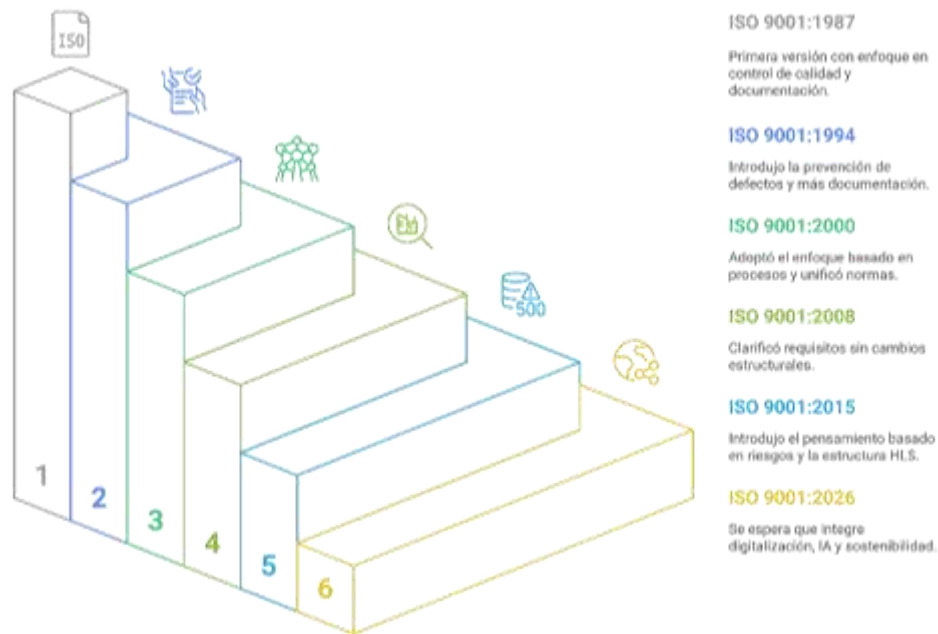 ISO
500
1
2
3
4
5
6
ISO 9001:1987
Primera versión con enfoque en
control de calidad y
documentación.
ISO 9001:1994
Introdujo la prevención de
defectos y más documentación.
ISO 9001:2000
Adoptó el enfoque basado en
procesos y unificó normas.
ISO 9001:2008
Clarificó requisitos sin cambios
estructurales.
ISO 9001:2015
Introdujo el pensamiento basado
en riesgos y la estructura HLS.
ISO 9001:2026
Se espera que integre
digitalización, IA y sostenibilidad.